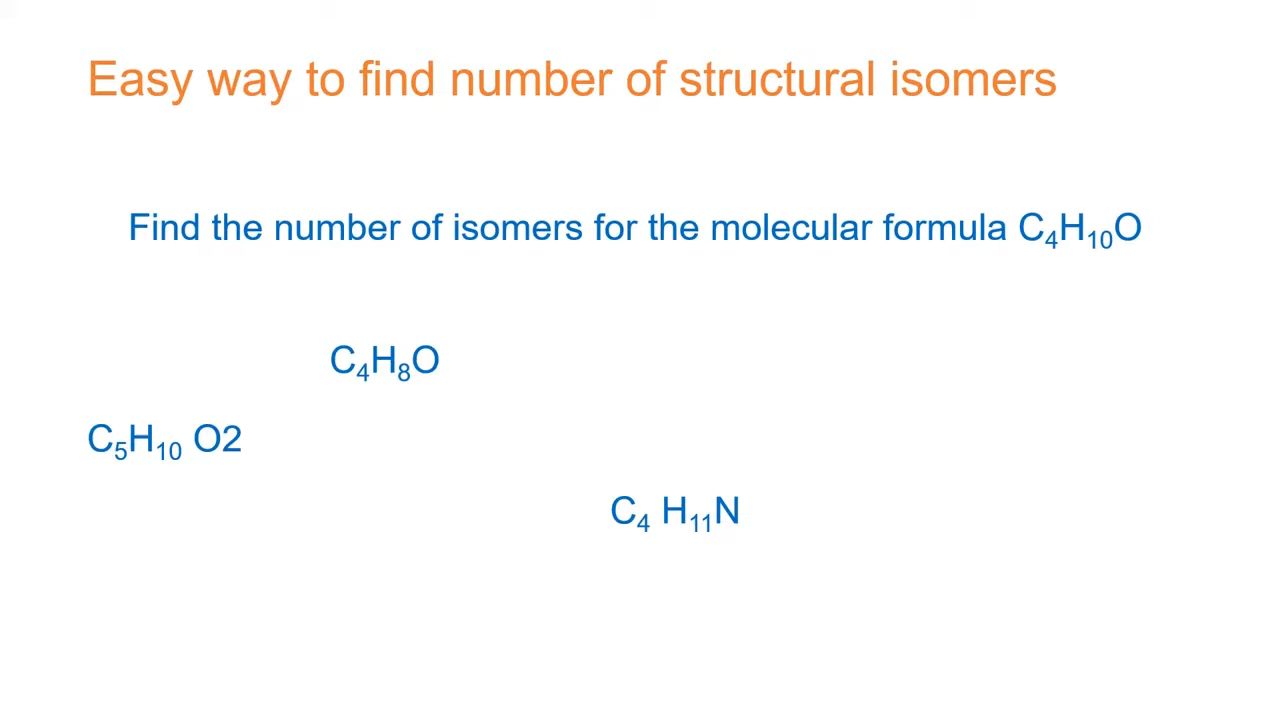 Easy way to find number of structural isomers
Find the number of isomers for the molecular formula C₄H₁₀O
C₄H₈O
C₅H₁₀ O2
C₄ H₁₁N